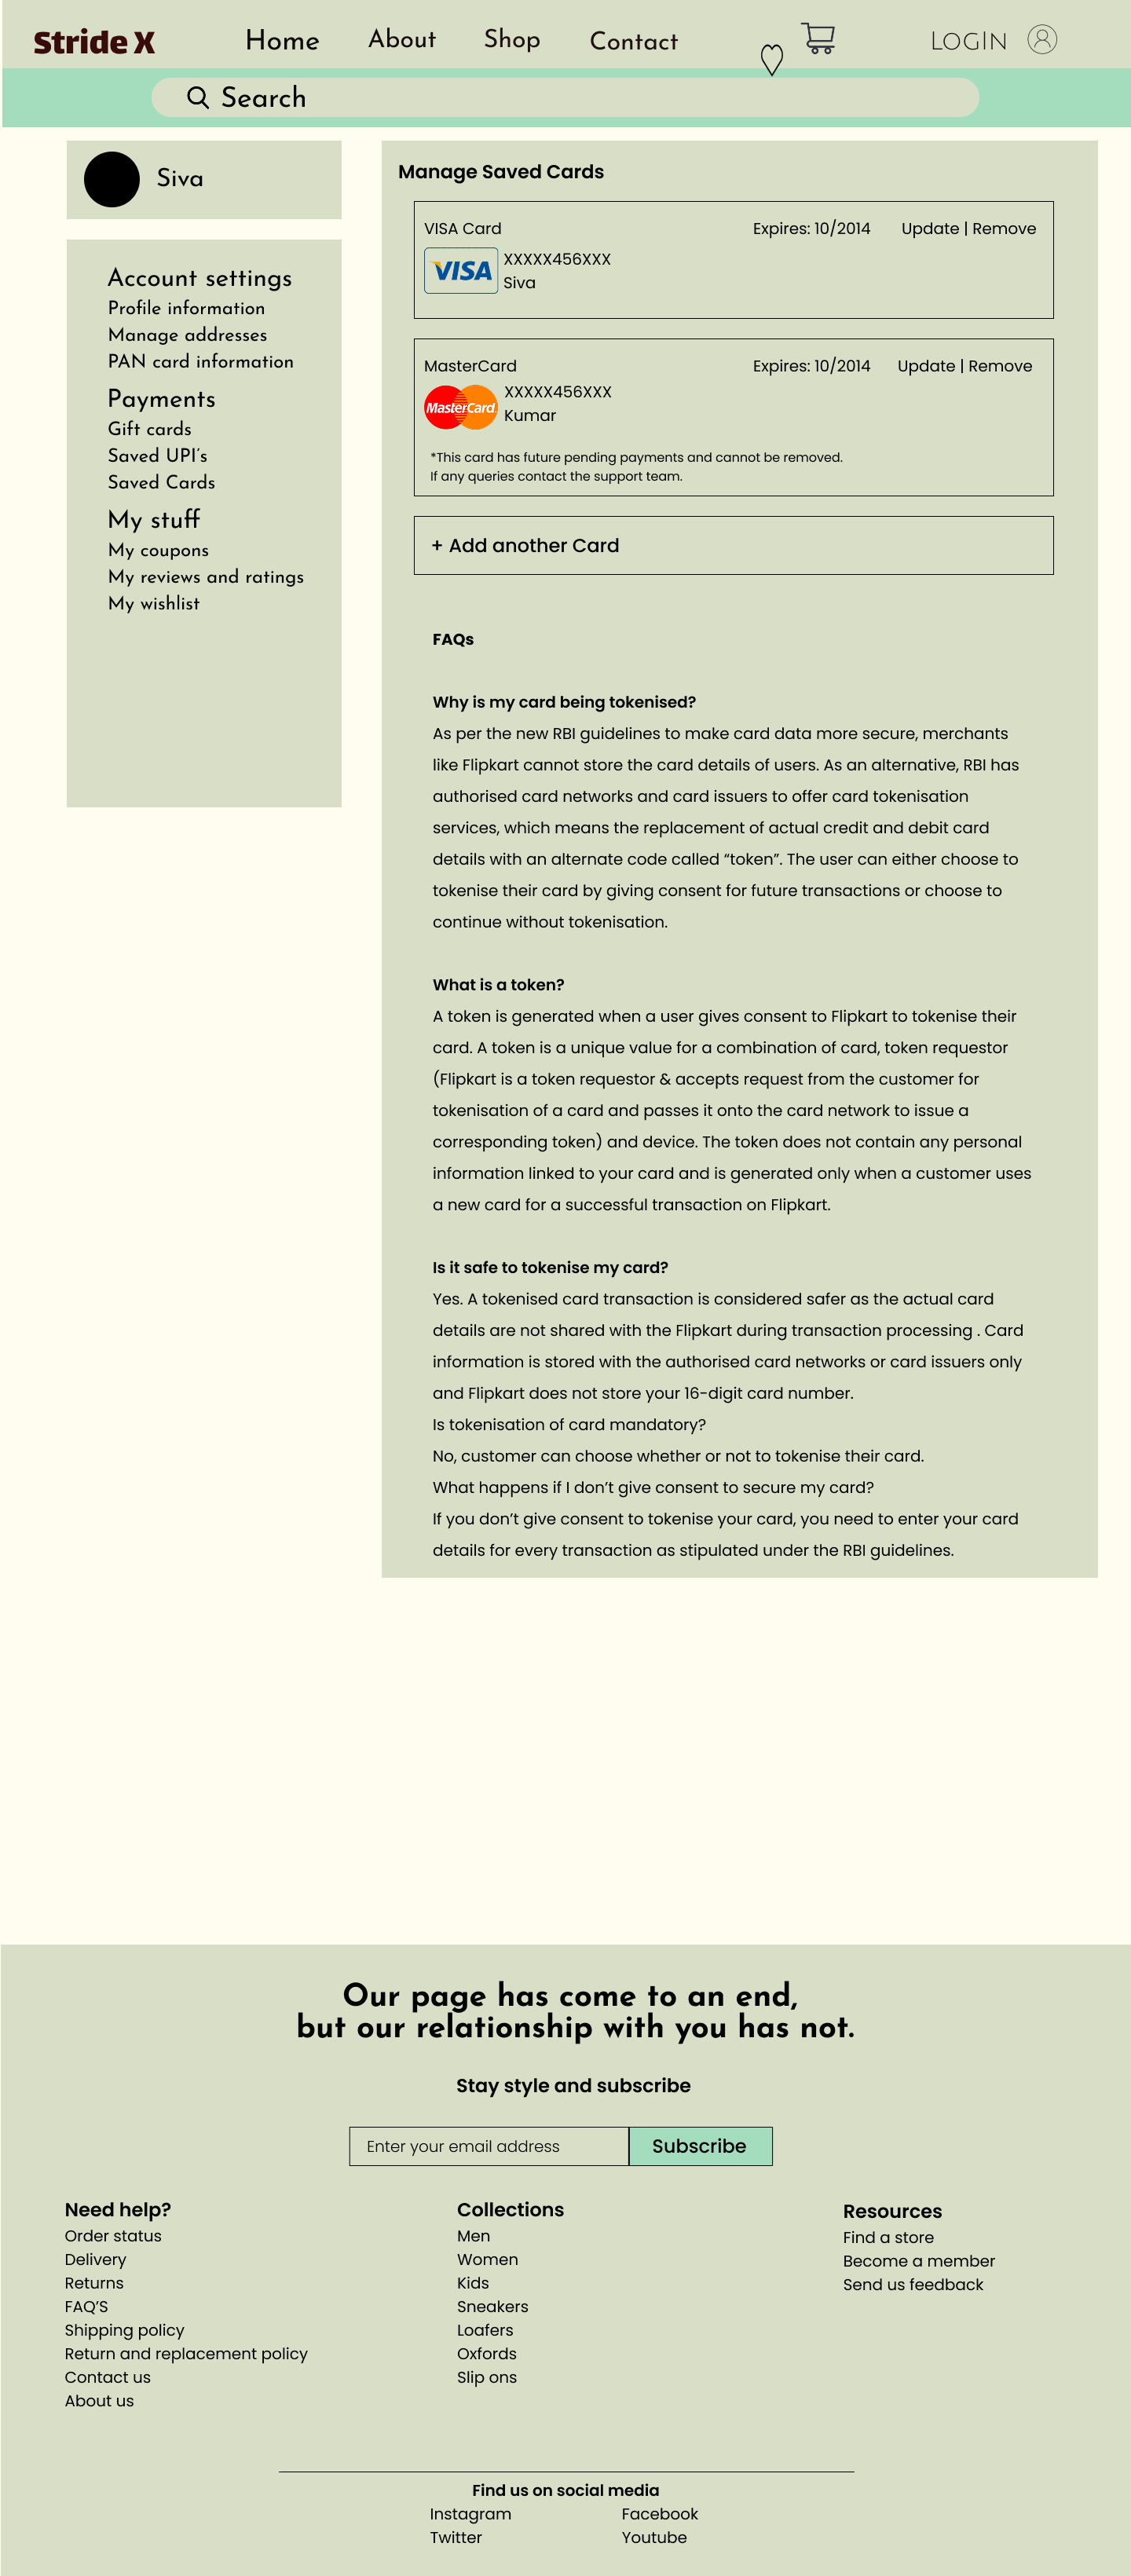 Stride X
Home About Shop Contact LOGIN
Search
Siva
Account settings
Profile information
Manage addresses
PAN card information
Payments
Gift cards
Saved UPI's
Saved Cards
My stuff
My coupons
My reviews and ratings
My wishlist
Manage Saved Cards
VISA Card Expires: 10/2014 Update | Remove
VISA XXXXX456XXX
Siva
MasterCard Expires: 10/2014 Update | Remove
XXXXX456XXX
MasterCard
Kumar
*This card has future pending payments and cannot be removed.
If any queries contact the support team.
+ Add another Card
FAQs
Why is my card being tokenised?
As per the new RBI guidelines to make card data more secure, merchants
like Flipkart cannot store the card details of users. As an alternative, RBI has
authorised card networks and card issuers to offer card tokenisation
services, which means the replacement of actual credit and debit card
details with an alternate code called “token”. The user can either choose to
tokenise their card by giving consent for future transactions or choose to
continue without tokenisation.
What is a token?
A token is generated when a user gives consent to Flipkart to tokenise their
card. A token is a unique value for a combination of card, token requestor
(Flipkart is a token requestor & accepts request from the customer for
tokenisation of a card and passes it onto the card network to issue a
corresponding token) and device. The token does not contain any personal
information linked to your card and is generated only when a customer uses
a new card for a successful transaction on Flipkart.
Is it safe to tokenise my card?
Yes. A tokenised card transaction is considered safer as the actual card
details are not shared with the Flipkart during transaction processing . Card
information is stored with the authorised card networks or card issuers only
and Flipkart does not store your 16-digit card number.
Is tokenisation of card mandatory?
No, customer can choose whether or not to tokenise their card.
What happens if I don’t give consent to secure my card?
If you don’t give consent to tokenise your card, you need to enter your card
details for every transaction as stipulated under the RBI guidelines.
Our page has come to an end,
but our relationship with you has not.
Stay style and subscribe
Enter your email address Subscribe
Need help?
Order status
Delivery
Returns
FAQ’S
Shipping policy
Return and replacement policy
Contact us
About us
Collections
Men
Women
Kids
Sneakers
Loafers
Oxfords
Slip ons
Resources
Find a store
Become a member
Send us feedback
Find us on social media
Instagram Facebook
Twitter Youtube